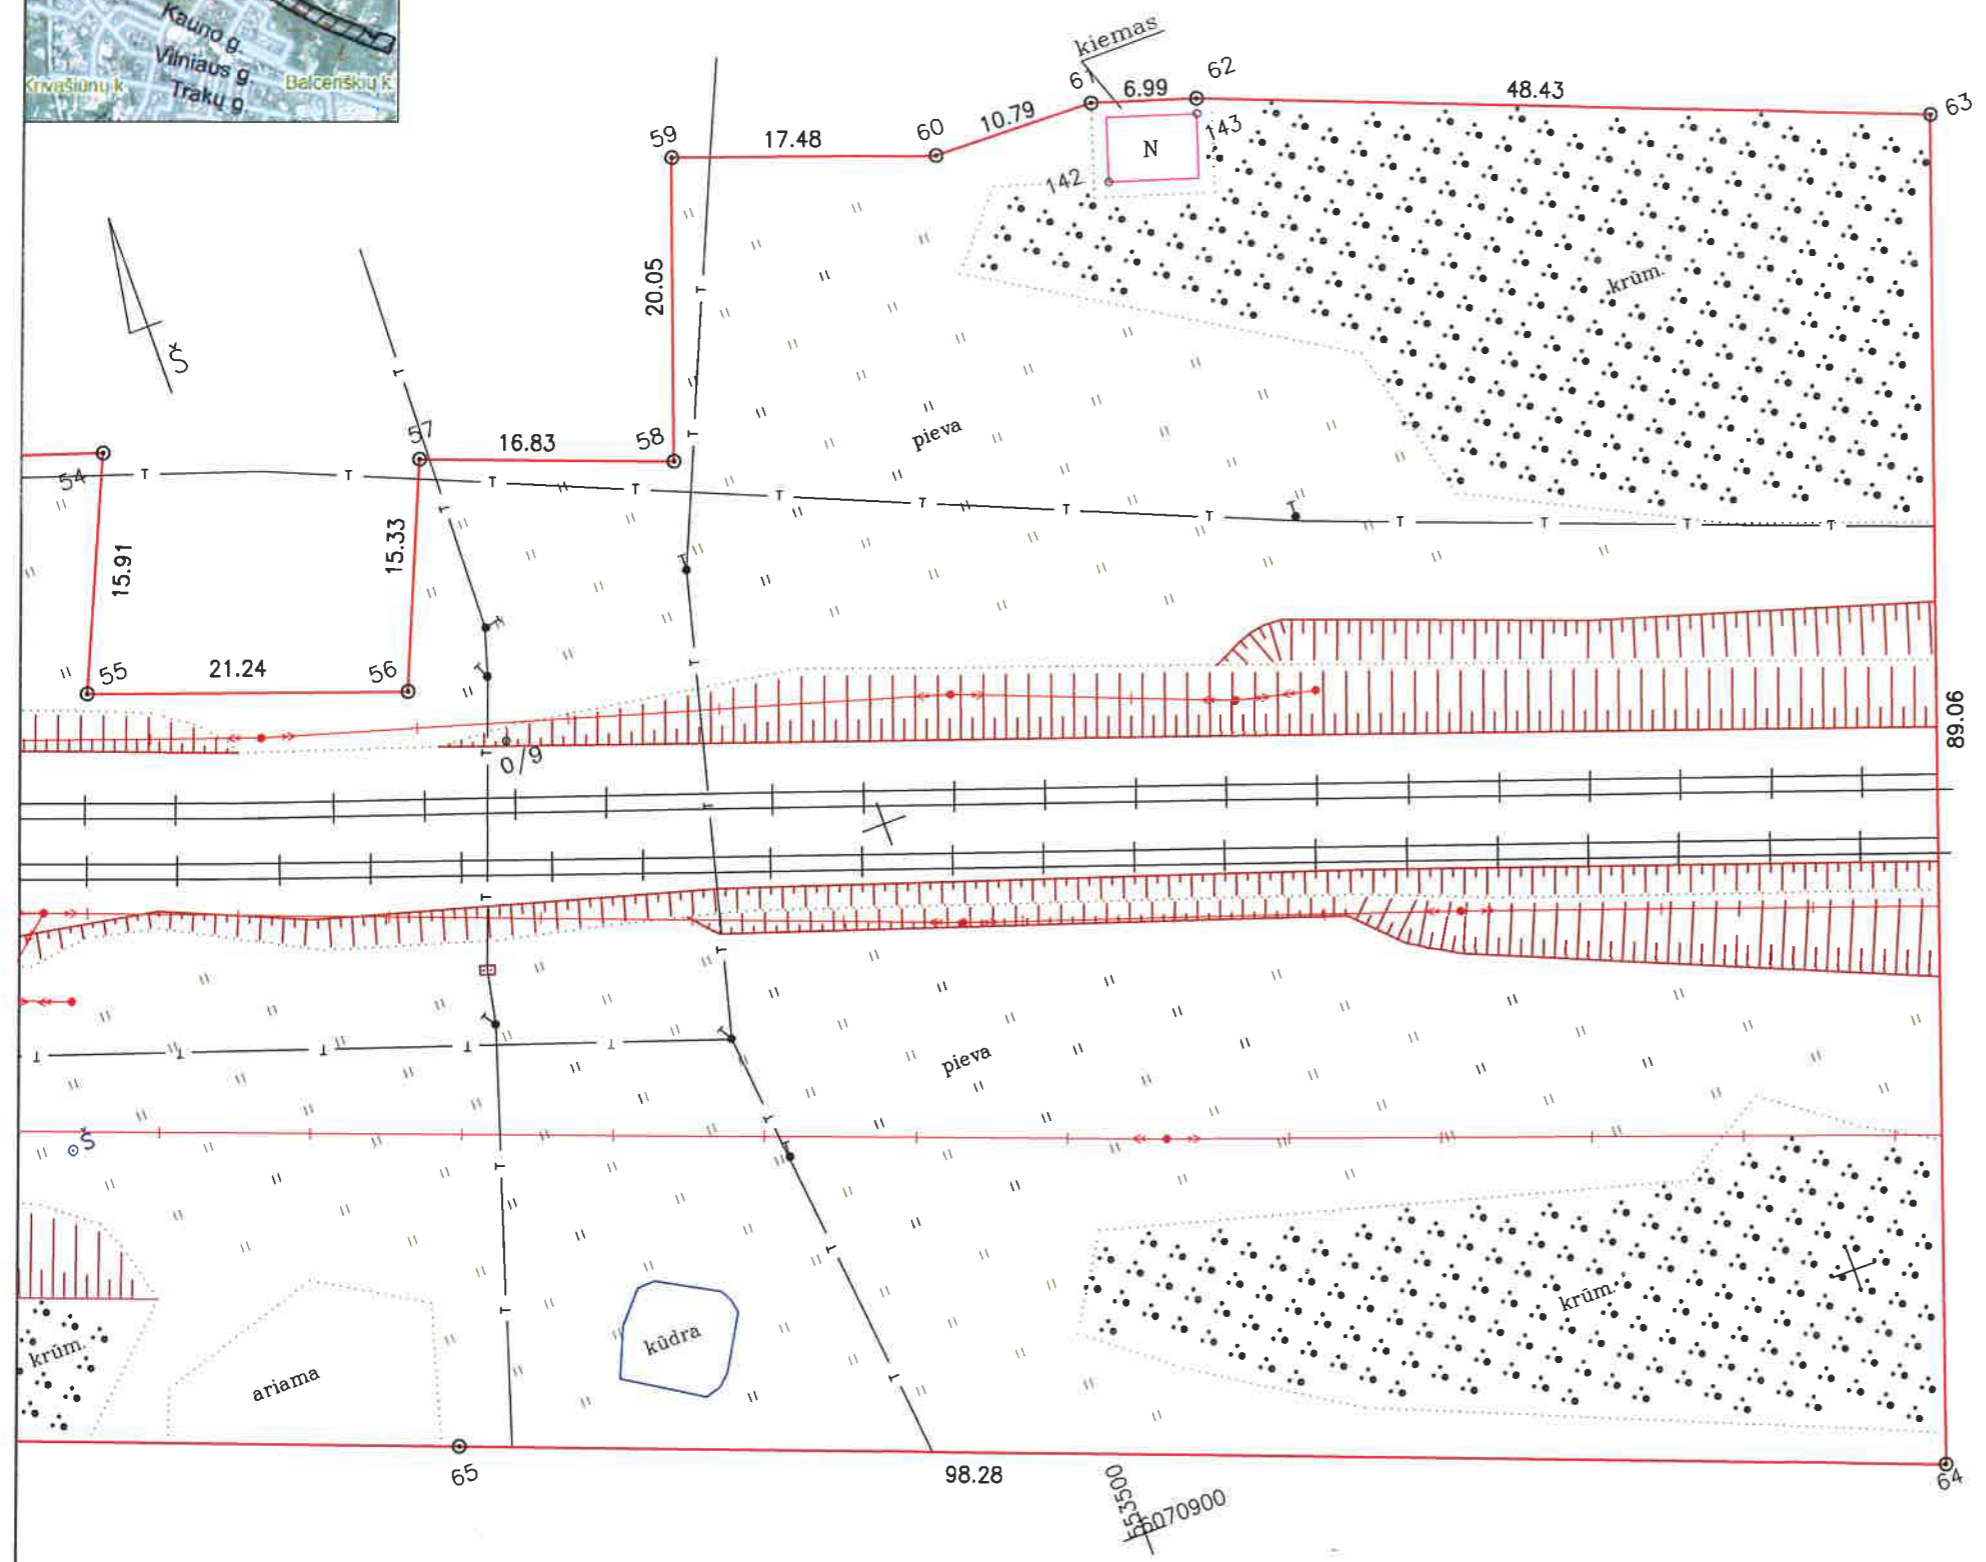 Kauno g.
Vilniaus g.
Krivašiūnų k
Trakų g.
Balceriškių k.
kiemas
59
17.48
60
10.79
61
6.99
62
48.43
63
143
N
142
20.05
krūm.
Š
pieva
54
57
16.83
58
15.91
15.33
55
21.24
56
0/9
89.06
pieva
Š
krūm.
krūm.
ariama
kūdra
65
98.28
553500
6070900
64